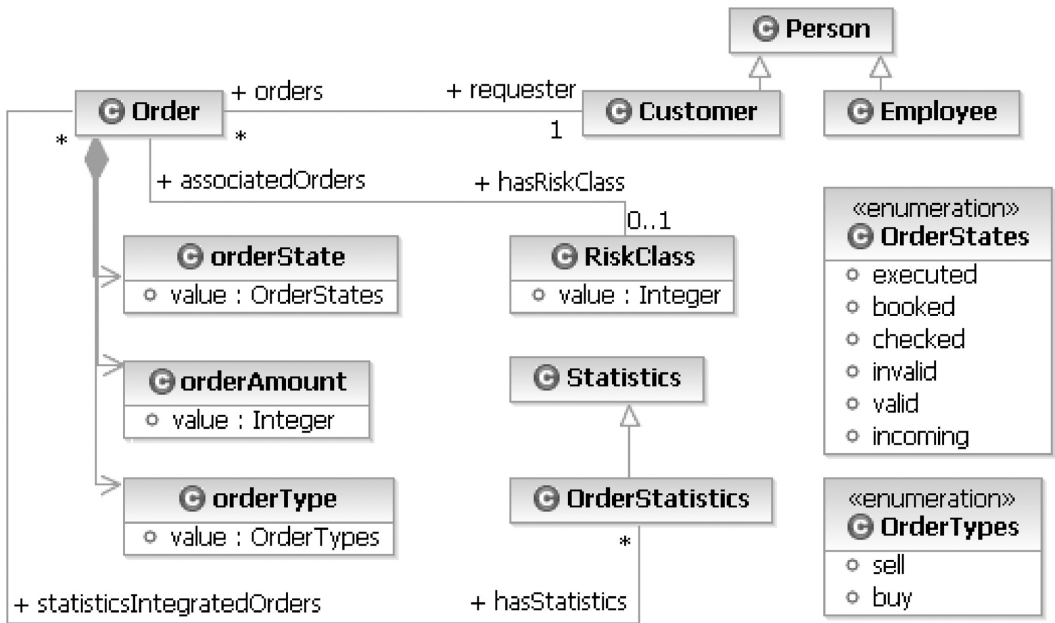 Person
Order
+ orders
+ requester
Customer
Employee
*
*
1
+ associatedOrders
+ hasRiskClass
0..1
orderState
value : OrderStates
RiskClass
value : Integer
«enumeration»
OrderStates
executed
booked
checked
invalid
valid
incoming
orderAmount
value : Integer
Statistics
orderType
value : OrderTypes
OrderStatistics
*
«enumeration»
OrderTypes
sell
buy
+ statisticsIntegratedOrders
+ hasStatistics